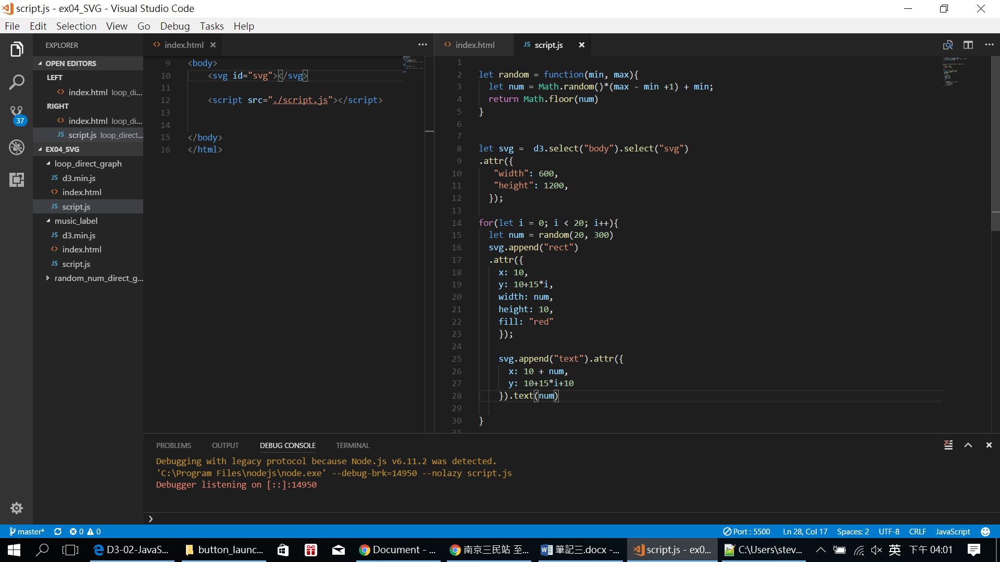 script.js - ex04_SVG - Visual Studio Code
File Edit Selection View Go Debug Tasks Help
EXPLORER
OPEN EDITORS
LEFT
index.html loop_di...
RIGHT
index.html loop_di...
JS script.js loop_direct...
EX04_SVG
loop_direct_graph
JS d3.min.js
index.html
JS script.js
music_label
JS d3.min.js
index.html
JS script.js
random_num_direct_g...
37
index.html
9 <body>
10 <svg id="svg"></svg>
11
12 <script src="./script.js"></script>
13
14
15 </body>
16 </html>
index.html JS script.js
1
2 let random = function(min, max){
3 let num = Math.random()*(max - min +1) + min;
4 return Math.floor(num)
5 }
6
7
8 let svg =  d3.select("body").select("svg")
9 .attr({
10 "width": 600,
11 "height": 1200,
12 });
13
14 for(let i = 0; i < 20; i++){
15 let num = random(20, 300)
16 svg.append("rect")
17 .attr({
18 x: 10,
19 y: 10+15*i,
20 width: num,
21 height: 10,
22 fill: "red"
23 });
24
25 svg.append("text").attr({
26 x: 10 + num,
27 y: 10+15*i+10
28 }).text(num)
29
30 }
31
PROBLEMS OUTPUT DEBUG CONSOLE TERMINAL
Debugging with legacy protocol because Node.js v6.11.2 was detected.
'C:\Program Files\nodejs\node.exe' --debug-brk=14950 --nolazy script.js
Debugger listening on [::]:14950
master* 0 0 Port : 5500 Ln 28, Col 17 Spaces: 2 UTF-8 CRLF JavaScript
D3-02-JavaS... button_launc... Document - ... 南京三民站 至... 筆記三.docx -... script.js - ex0... C:\Users\stev... 英 下午 04:01